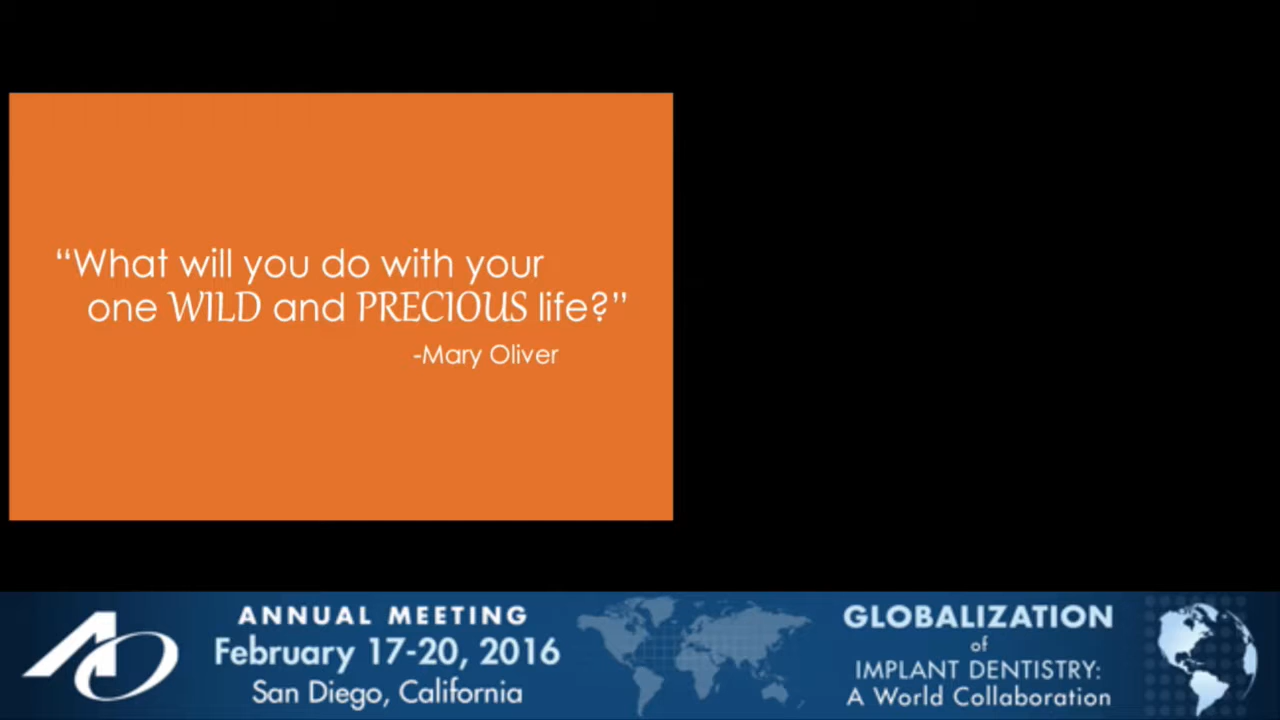 “What will you do with your
one WILD and PRECIOUS life?”
-Mary Oliver
AO
ANNUAL MEETING
February 17-20, 2016
San Diego, California
GLOBALIZATION
of
IMPLANT DENTISTRY:
A World Collaboration